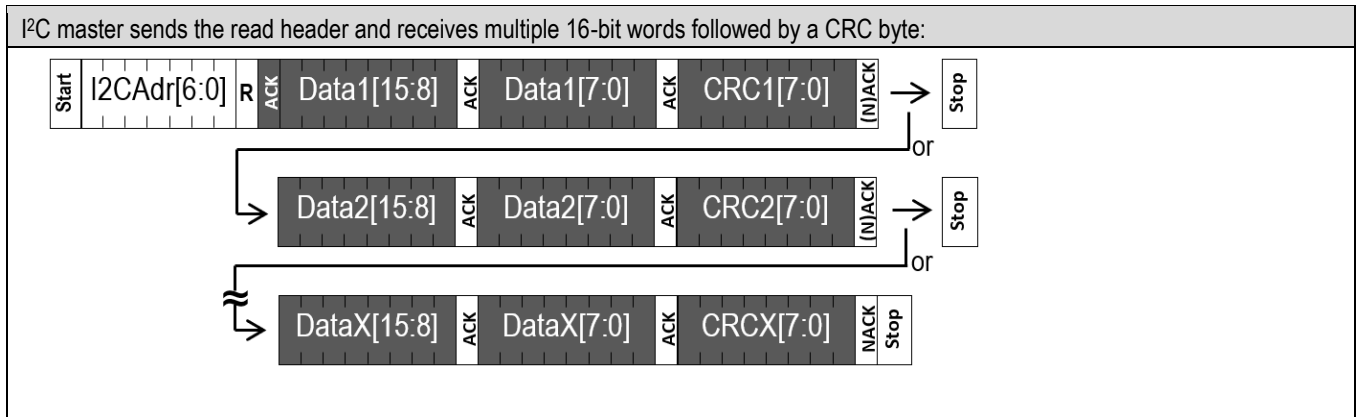 I²C master sends the read header and receives multiple 16-bit words followed by a CRC byte:
Start I2CAdr[6:0] R ACK Data1[15:8] ACK Data1[7:0] ACK CRC1[7:0] (N)ACK Stop
or
Data2[15:8] ACK Data2[7:0] ACK CRC2[7:0] (N)ACK Stop
or
DataX[15:8] ACK DataX[7:0] ACK CRCX[7:0] NACK Stop